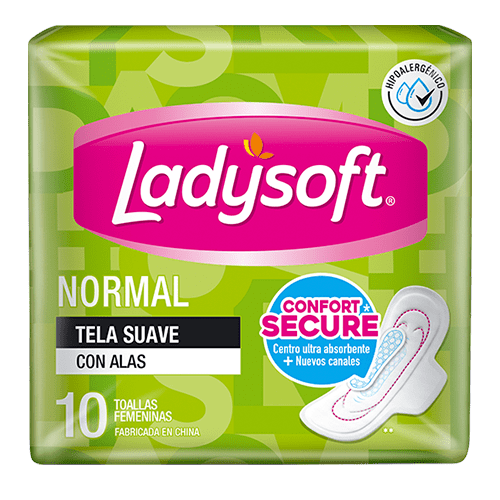 HIPOALERGÉNICO
Ladysoft®
NORMAL
TELA SUAVE
CON ALAS
CONFORT*
SECURE
Centro ultra absorbente
+ Nuevos canales
10 TOALLAS
FEMENINAS
FABRICADA EN CHINA